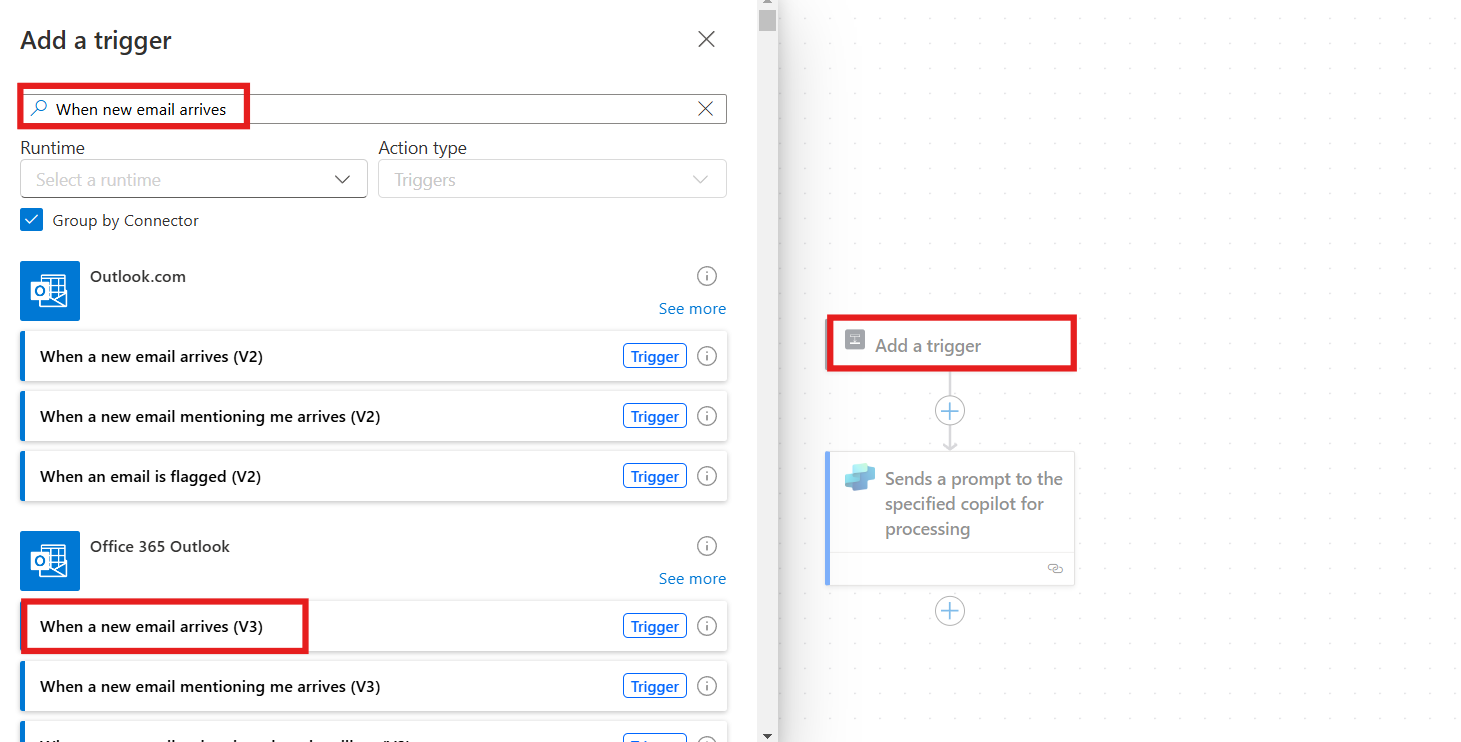 Add a trigger
When new email arrives
Runtime
Action type
Select a runtime
Triggers
Group by Connector
Outlook.com
See more
When a new email arrives (V2)
Trigger
When a new email mentioning me arrives (V2)
Trigger
When an email is flagged (V2)
Trigger
Office 365 Outlook
See more
When a new email arrives (V3)
Trigger
When a new email mentioning me arrives (V3)
Trigger
Add a trigger
Sends a prompt to the
specified copilot for
processing